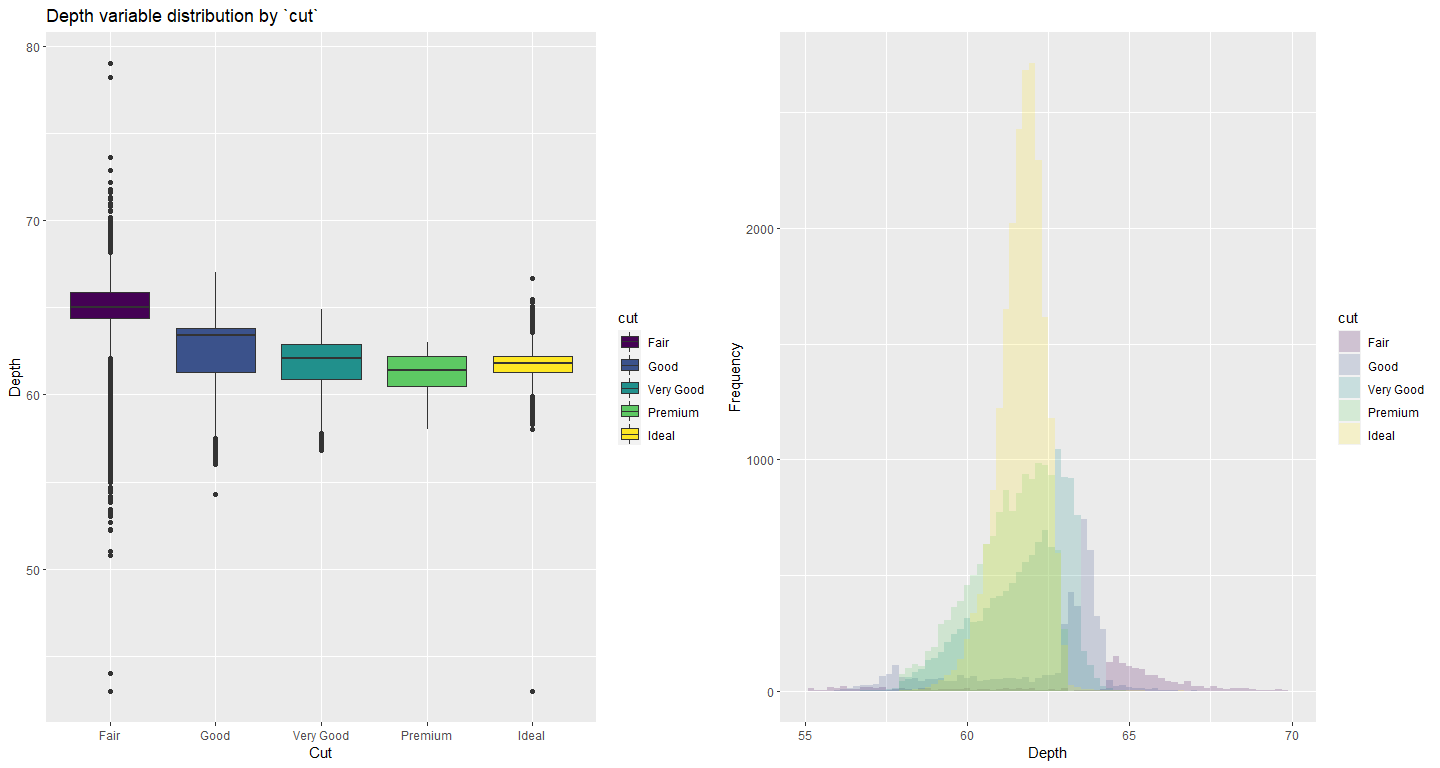 Depth variable distribution by `cut`
80
70
60
50
Depth
Fair Good Very Good Premium Ideal
Cut
cut
Fair
Good
Very Good
Premium
Ideal
2000
1000
0
Frequency
55 60 65 70
Depth
cut
Fair
Good
Very Good
Premium
Ideal